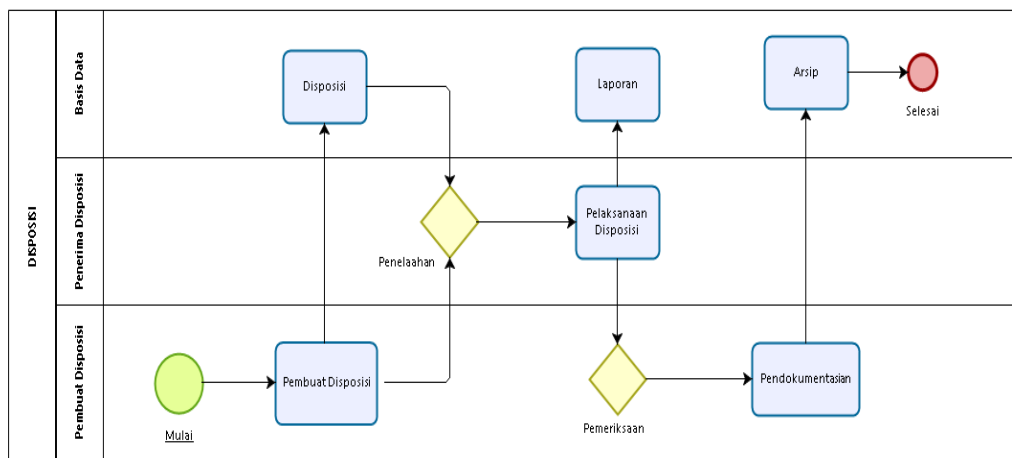 DISPOSISI
Basis Data
Disposisi
Laporan
Arsip
Selesai
Penerima Disposisi
Penelaahan
Pelaksanaan
Disposisi
Pembuat Disposisi
Mulai
Pembuat Disposisi
Pemeriksaan
Pendokumentasian